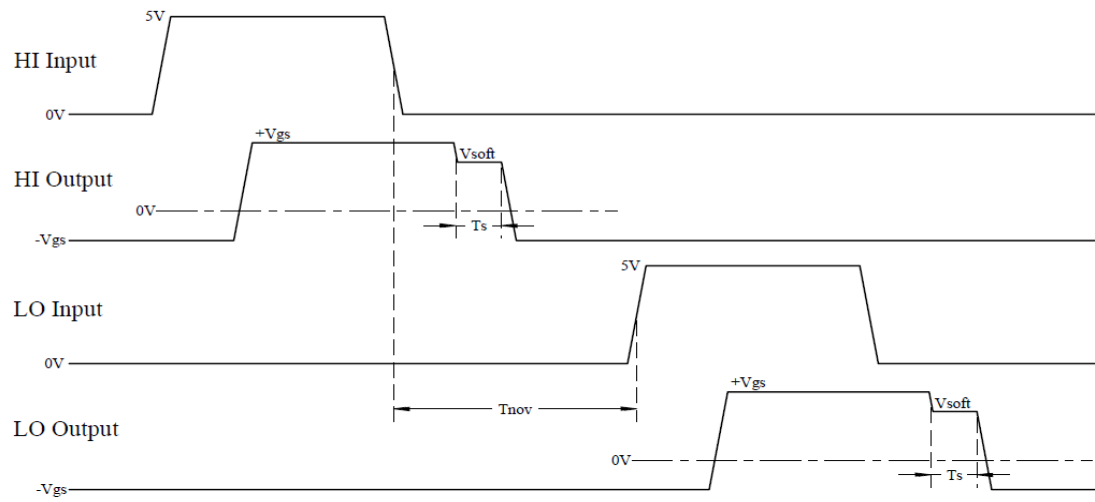 5V
HI Input
0V
+Vgs
Vsoft
HI Output
0V
Ts
-Vgs
5V
LO Input
0V
+Vgs
Tnov
Vsoft
LO Output
0V
Ts
-Vgs